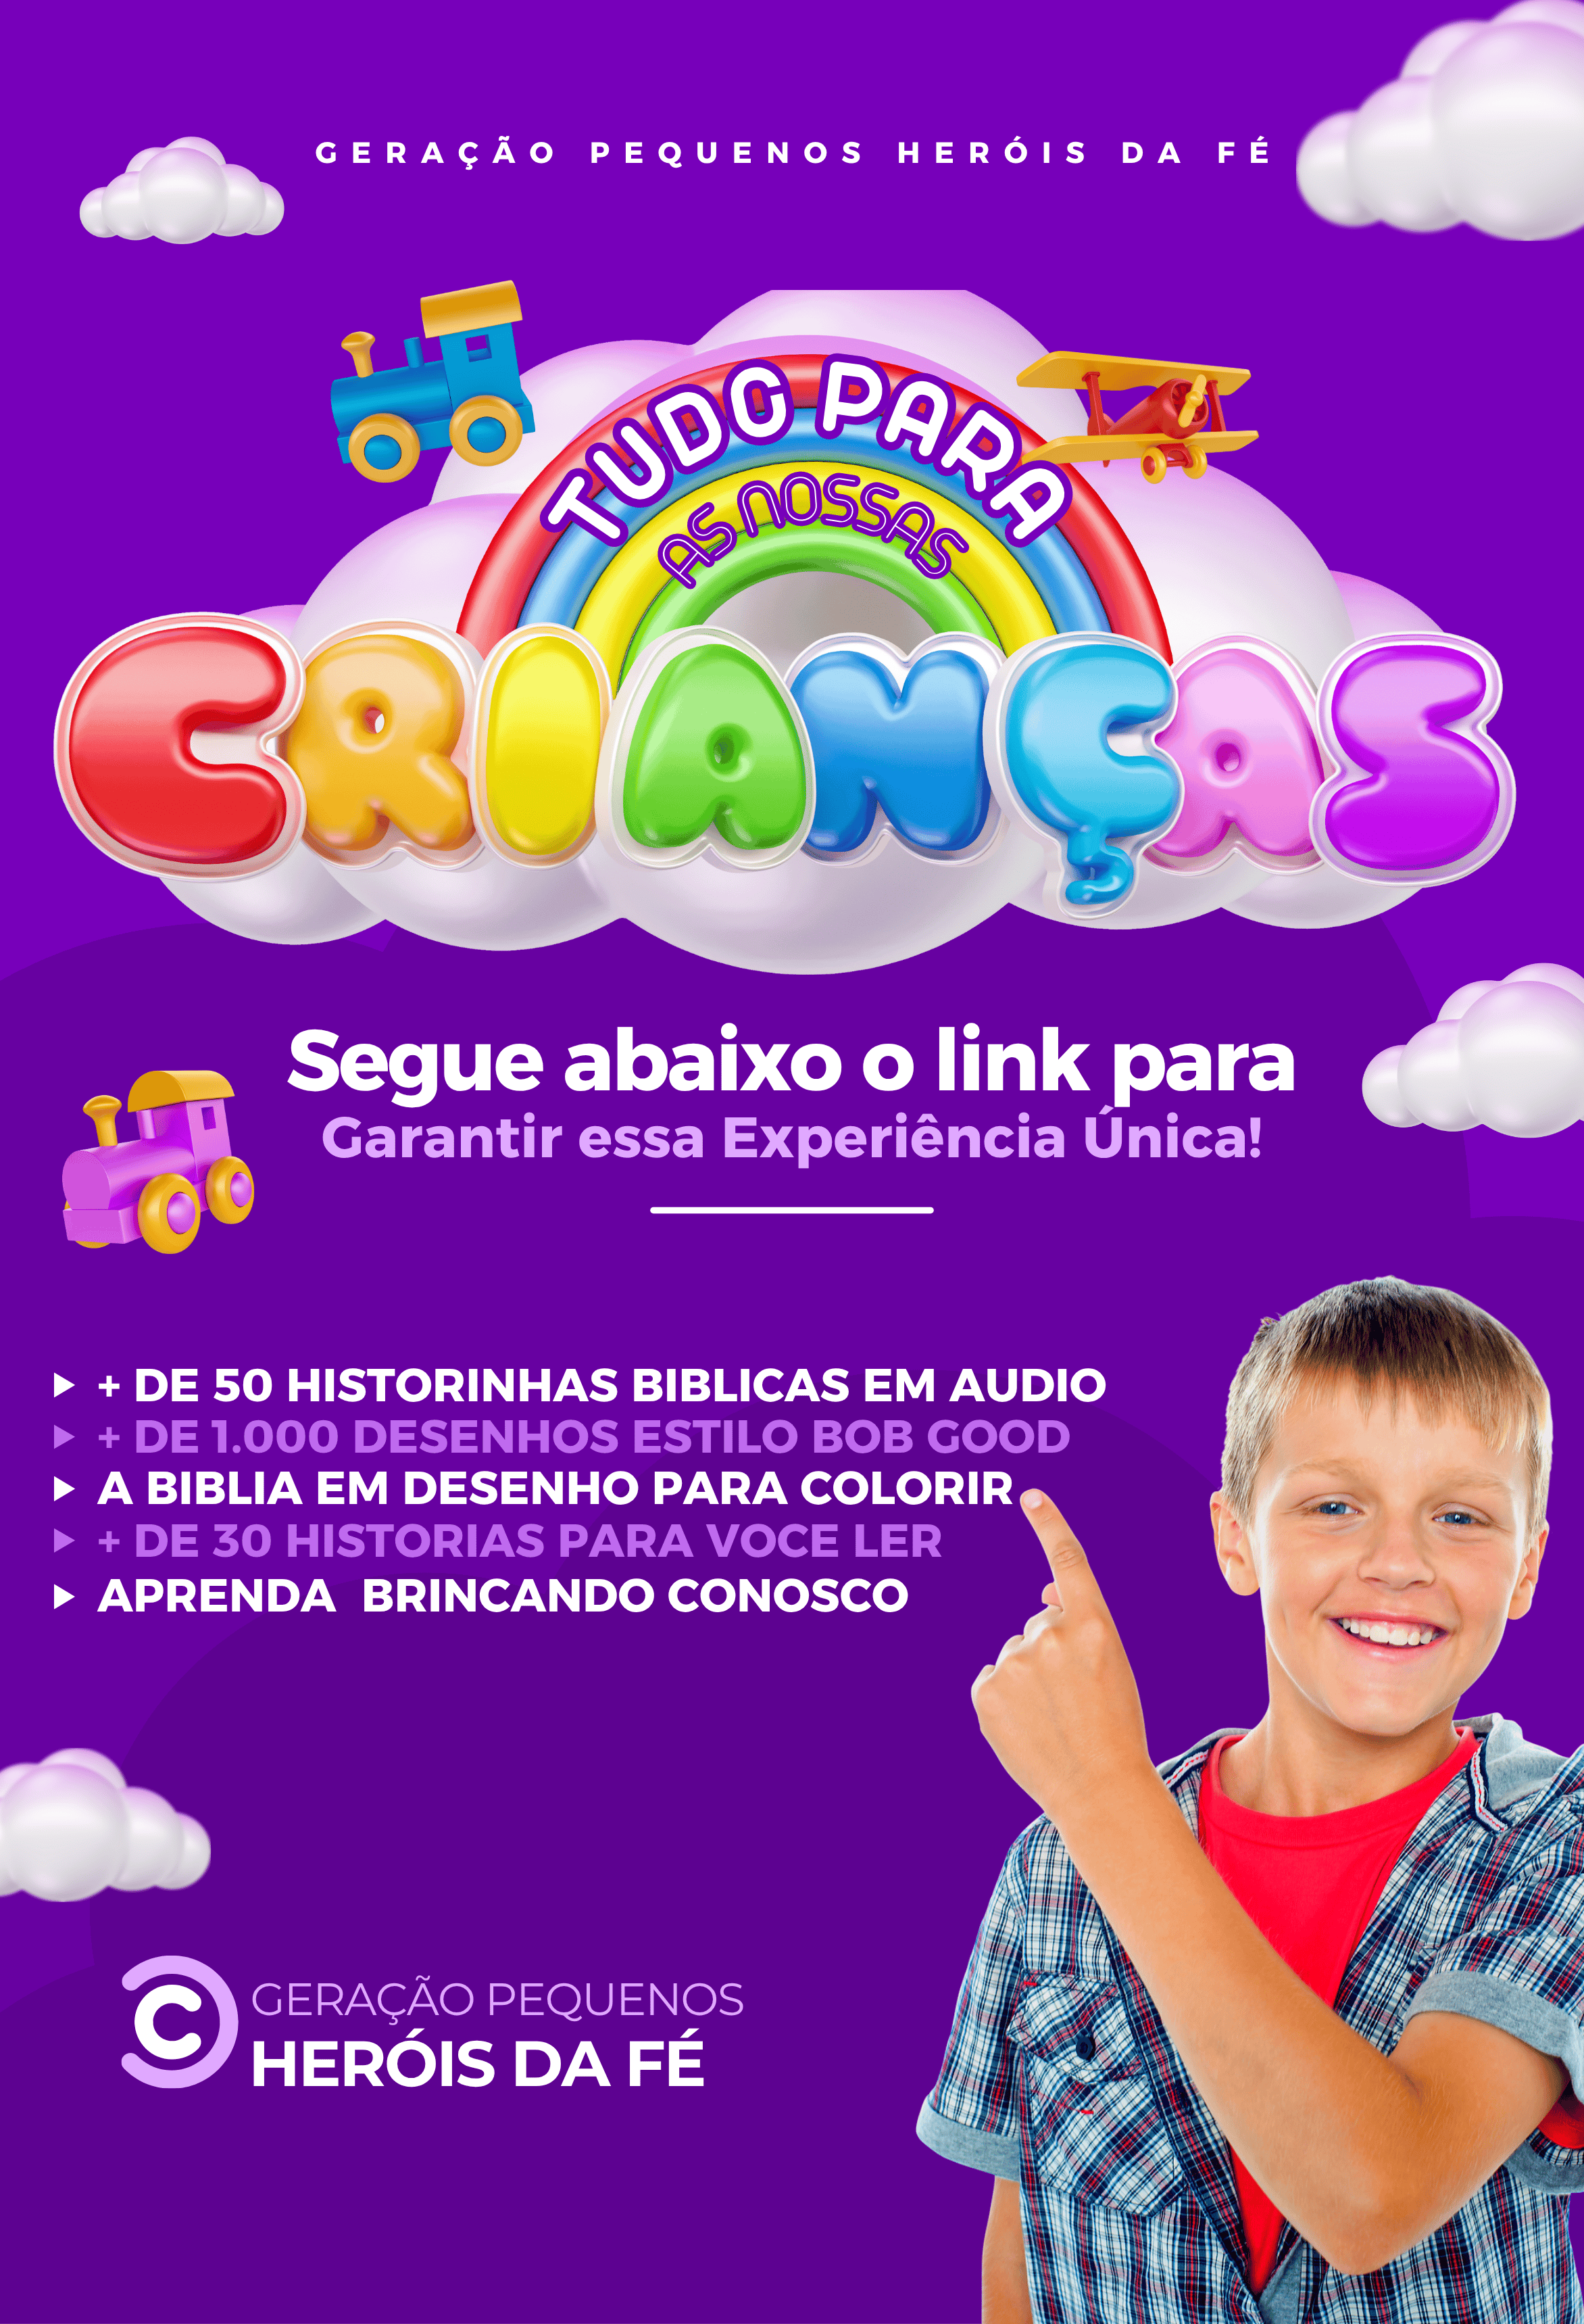 GERAÇÃO PEQUENOS HERÓIS DA FÉ
TUDO PARA
AS NOSSAS
CRIANÇAS
Segue abaixo o link para
Garantir essa Experiência Única!
+ DE 50 HISTORINHAS BIBLICAS EM AUDIO
+ DE 1.000 DESENHOS ESTILO BOB GOOD
A BIBLIA EM DESENHO PARA COLORIR
+ DE 30 HISTORIAS PARA VOCE LER
APRENDA BRINCANDO CONOSCO
C
GERAÇÃO PEQUENOS
HERÓIS DA FÉ